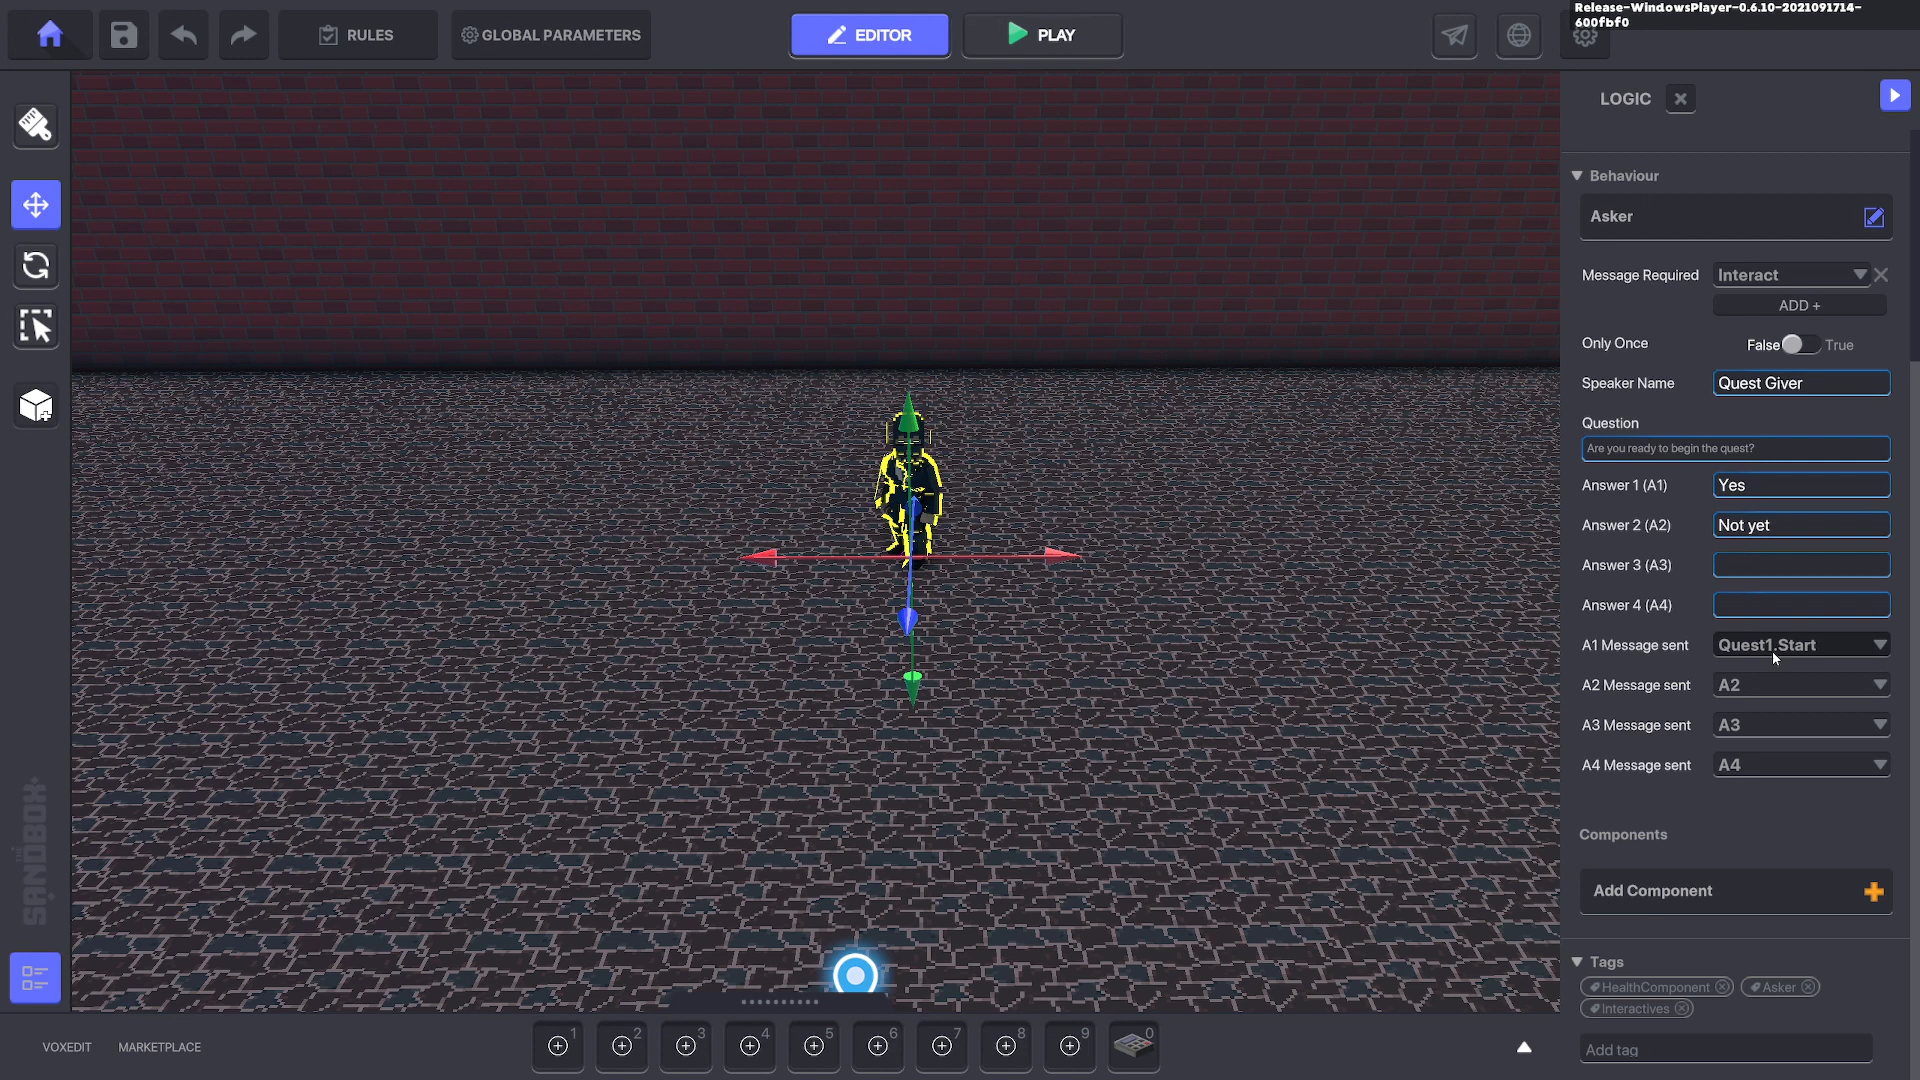 Release-WindowsPlayer-0.6.10-2021091714-
600fbf0
RULES
GLOBAL PARAMETERS
EDITOR
PLAY
LOGIC
Behaviour
Asker
Message Required Interact
ADD +
Only Once False True
Speaker Name Quest Giver
Question
Are you ready to begin the quest?
Answer 1 (A1) Yes
Answer 2 (A2) Not yet
Answer 3 (A3)
Answer 4 (A4)
A1 Message sent Quest1.Start
A2 Message sent A2
A3 Message sent A3
A4 Message sent A4
Components
Add Component
Tags
HealthComponent Asker
Interactives
Add tag
THE SANDBOX
VOXEDIT MARKETPLACE
1 2 3 4 5 6 7 8 9 0